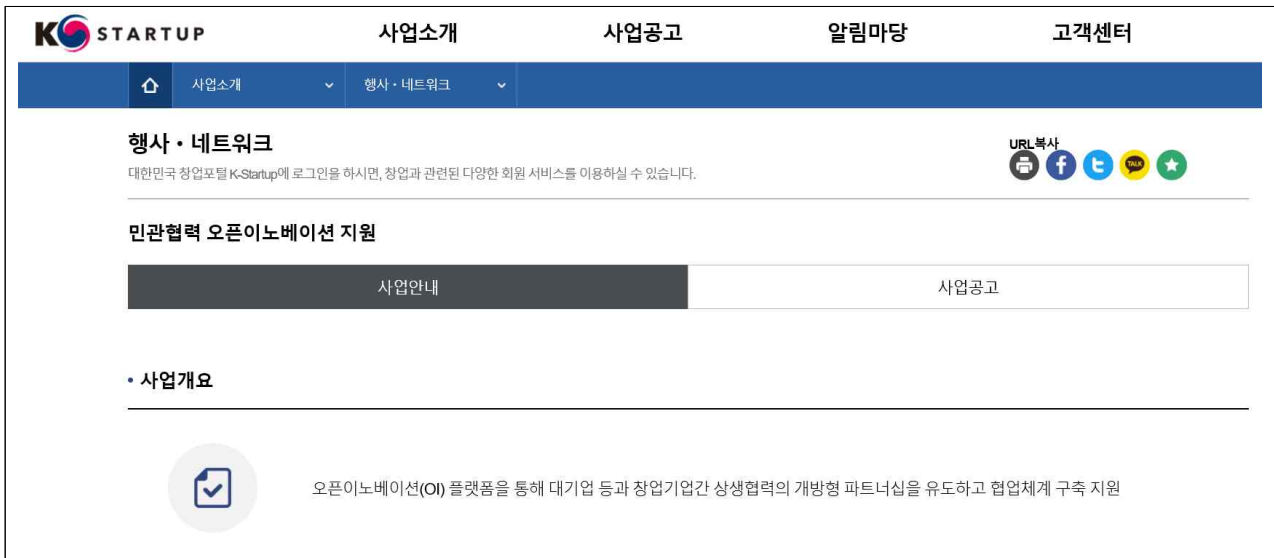 K STARTUP
사업소개 사업공고 알림마당 고객센터
사업소개 행사・네트워크
행사・네트워크
URL복사
대한민국 창업포털 K-Startup에 로그인을 하시면, 창업과 관련된 다양한 회원 서비스를 이용하실 수 있습니다.
TALK
민관협력 오픈이노베이션 지원
사업안내 사업공고
• 사업개요
오픈이노베이션(OI) 플랫폼을 통해 대기업 등과 창업기업간 상생협력의 개방형 파트너십을 유도하고 협업체계 구축 지원